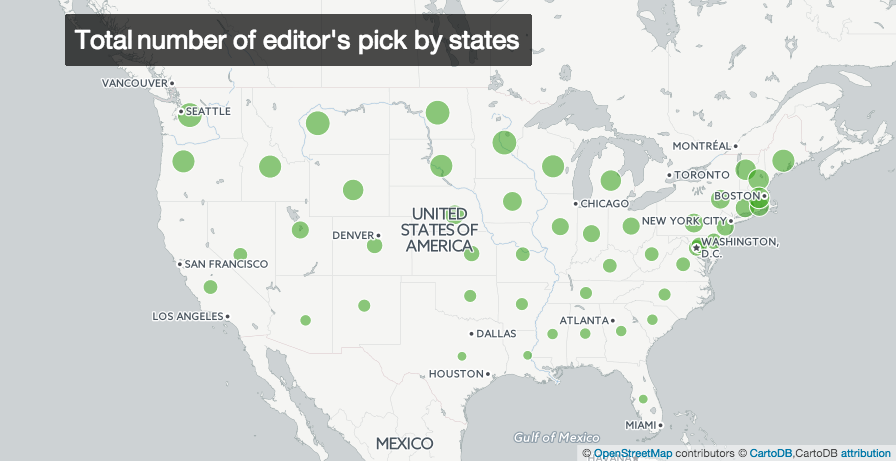 Total number of editor's pick by states
VANCOUVER
SEATTLE
MONTRÉAL
TORONTO
BOSTON
CHICAGO
NEW YORK CITY
UNITED
STATES OF
AMERICA
DENVER
WASHINGTON,
D.C.
SAN FRANCISCO
LOS ANGELES
ATLANTA
DALLAS
HOUSTON
MIAMI
Gulf of Mexico
MEXICO
HAVANA
© OpenStreetMap contributors © CartoDB,CartoDB attribution